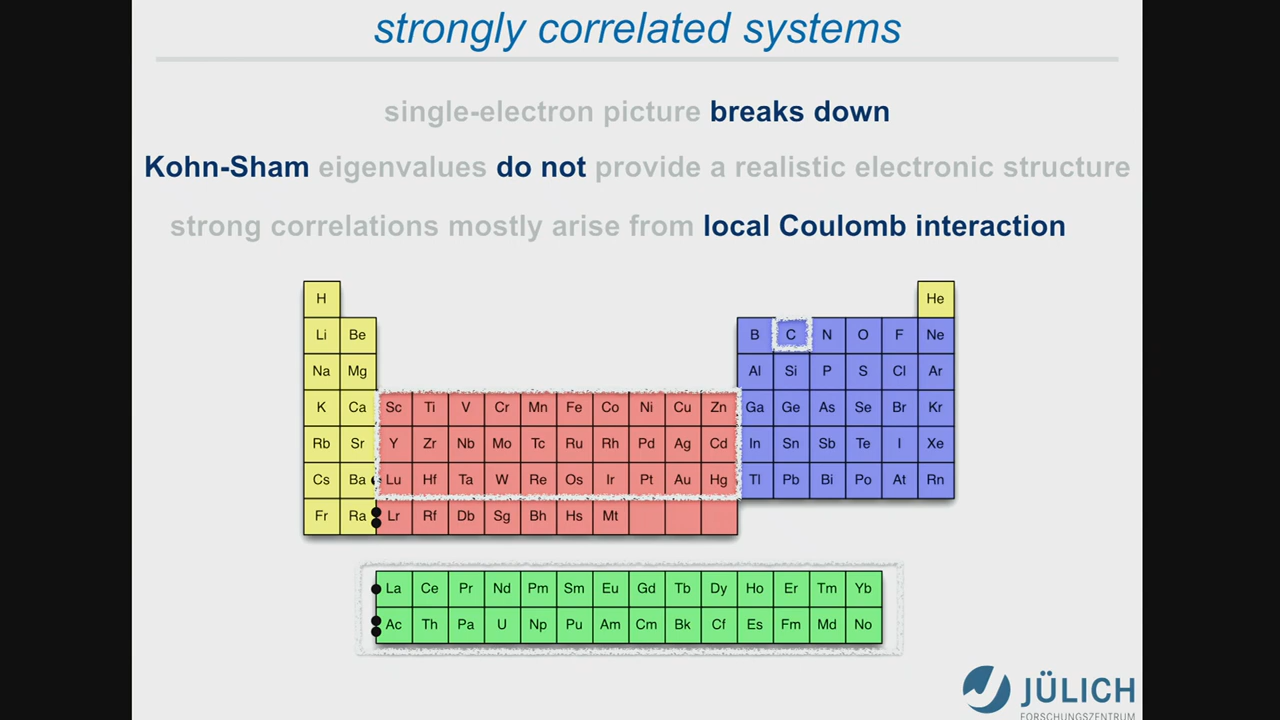 strongly correlated systems
single-electron picture breaks down
Kohn-Sham eigenvalues do not provide a realistic electronic structure
strong correlations mostly arise from local Coulomb interaction
H He
Li Be B C N O F Ne
Na Mg Al Si P S Cl Ar
K Ca Sc Ti V Cr Mn Fe Co Ni Cu Zn Ga Ge As Se Br Kr
Rb Sr Y Zr Nb Mo Tc Ru Rh Pd Ag Cd In Sn Sb Te I Xe
Cs Ba Lu Hf Ta W Re Os Ir Pt Au Hg Tl Pb Bi Po At Rn
Fr Ra Lr Rf Db Sg Bh Hs Mt
La Ce Pr Nd Pm Sm Eu Gd Tb Dy Ho Er Tm Yb
Ac Th Pa U Np Pu Am Cm Bk Cf Es Fm Md No
JÜLICH
FORSCHUNGSZENTRUM